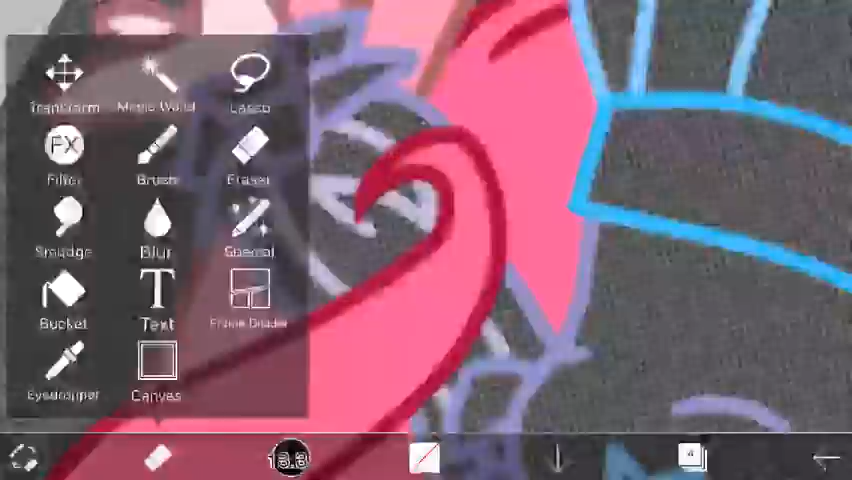 Transform Magic Wand Lasso
FX
Filter Brush Eraser
Smudge Blur Special
T
Bucket Text Frame Divider
Eyedropper Canvas
13.3
4